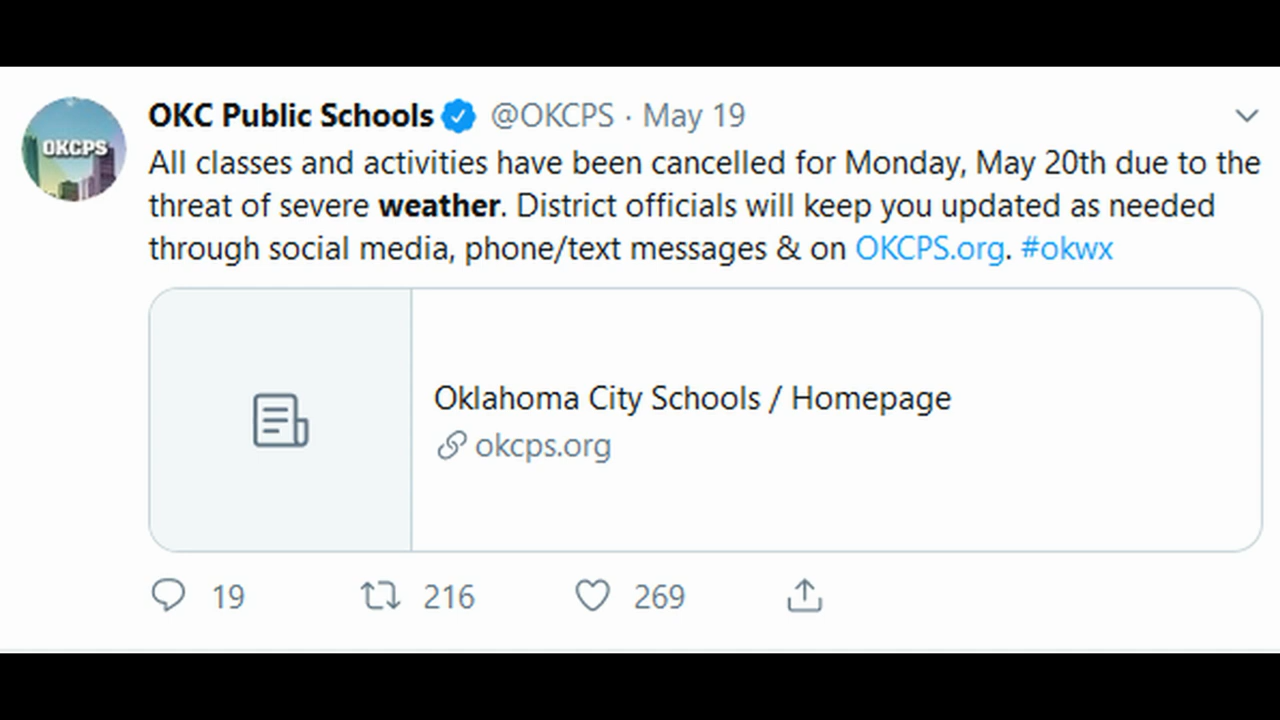 OKCPS
OKC Public Schools @OKCPS · May 19
All classes and activities have been cancelled for Monday, May 20th due to the
threat of severe weather. District officials will keep you updated as needed
through social media, phone/text messages & on OKCPS.org. #okwx
Oklahoma City Schools / Homepage
okcps.org
19 216 269